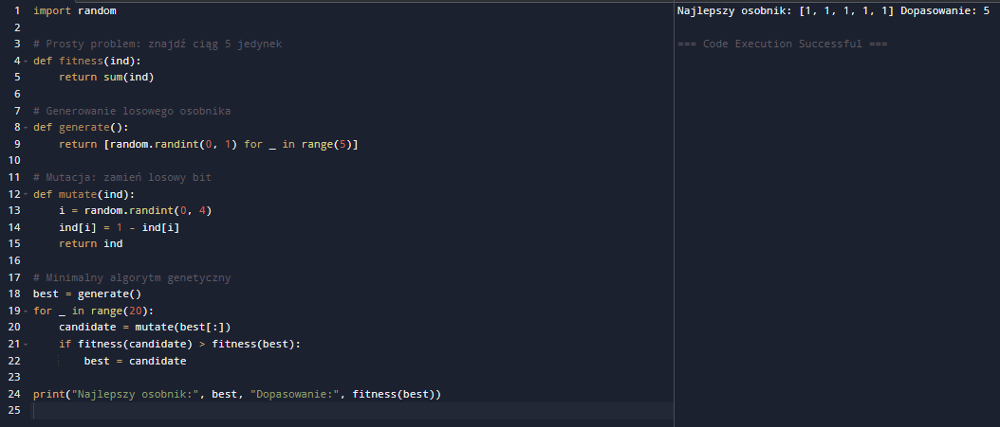 1 import random
2
3 # Prosty problem: znajdź ciąg 5 jedynek
4 def fitness(ind):
5     return sum(ind)
6
7 # Generowanie losowego osobnika
8 def generate():
9     return [random.randint(0, 1) for _ in range(5)]
10
11 # Mutacja: zamień losowy bit
12 def mutate(ind):
13     i = random.randint(0, 4)
14     ind[i] = 1 - ind[i]
15     return ind
16
17 # Minimalny algorytm genetyczny
18 best = generate()
19 for _ in range(20):
20     candidate = mutate(best[:])
21     if fitness(candidate) > fitness(best):
22         best = candidate
23
24 print("Najlepszy osobnik:", best, "Dopasowanie:", fitness(best))
25
Najlepszy osobnik: [1, 1, 1, 1, 1] Dopasowanie: 5
=== Code Execution Successful ===